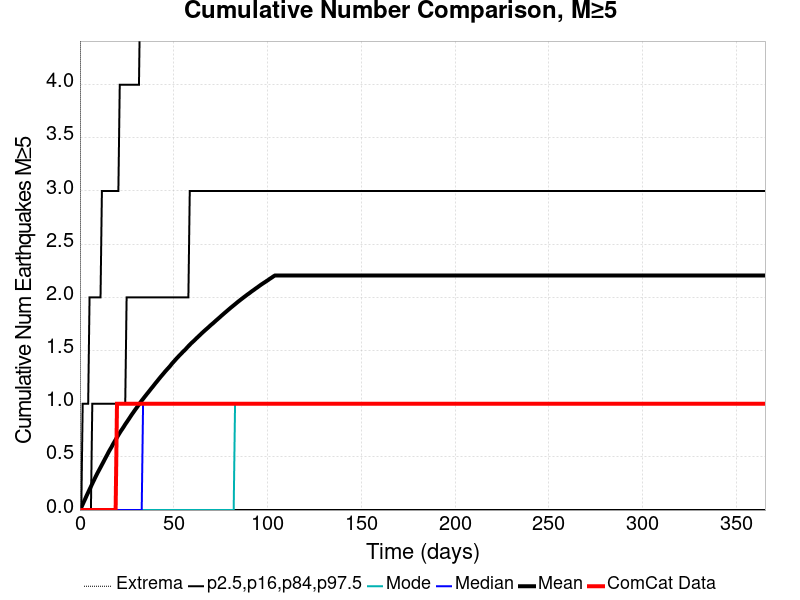 Cumulative Number Comparison, M≥5
Cumulative Num Earthquakes M≥5
4.0
3.5
3.0
2.5
2.0
1.5
1.0
0.5
0.0
0 50 100 150 200 250 300 350
Time (days)
Extrema p2.5,p16,p84,p97.5 Mode Median Mean ComCat Data